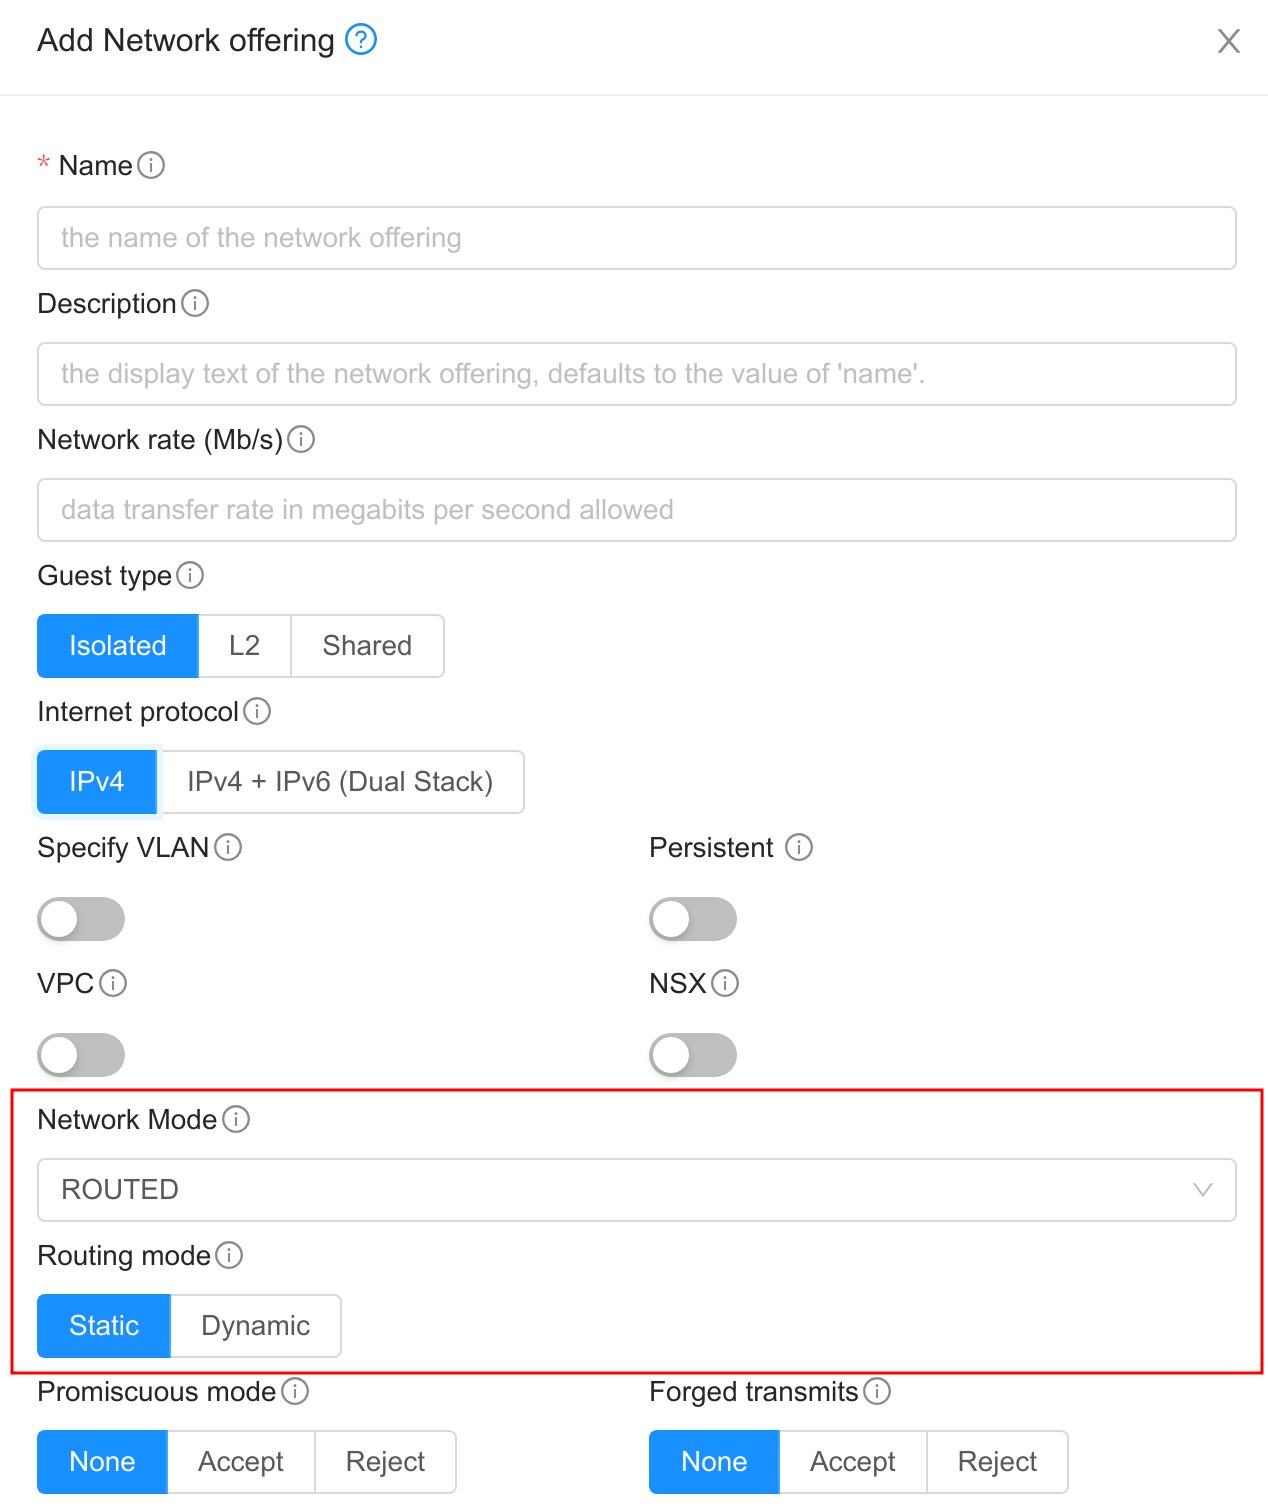 Add Network offering ?
X
* Name
the name of the network offering
Description
the display text of the network offering, defaults to the value of 'name'.
Network rate (Mb/s)
data transfer rate in megabits per second allowed
Guest type
Isolated L2 Shared
Internet protocol
IPv4 IPv4 + IPv6 (Dual Stack)
Specify VLAN Persistent
VPC NSX
Network Mode
ROUTED
Routing mode
Static Dynamic
Promiscuous mode Forged transmits
None Accept Reject None Accept Reject